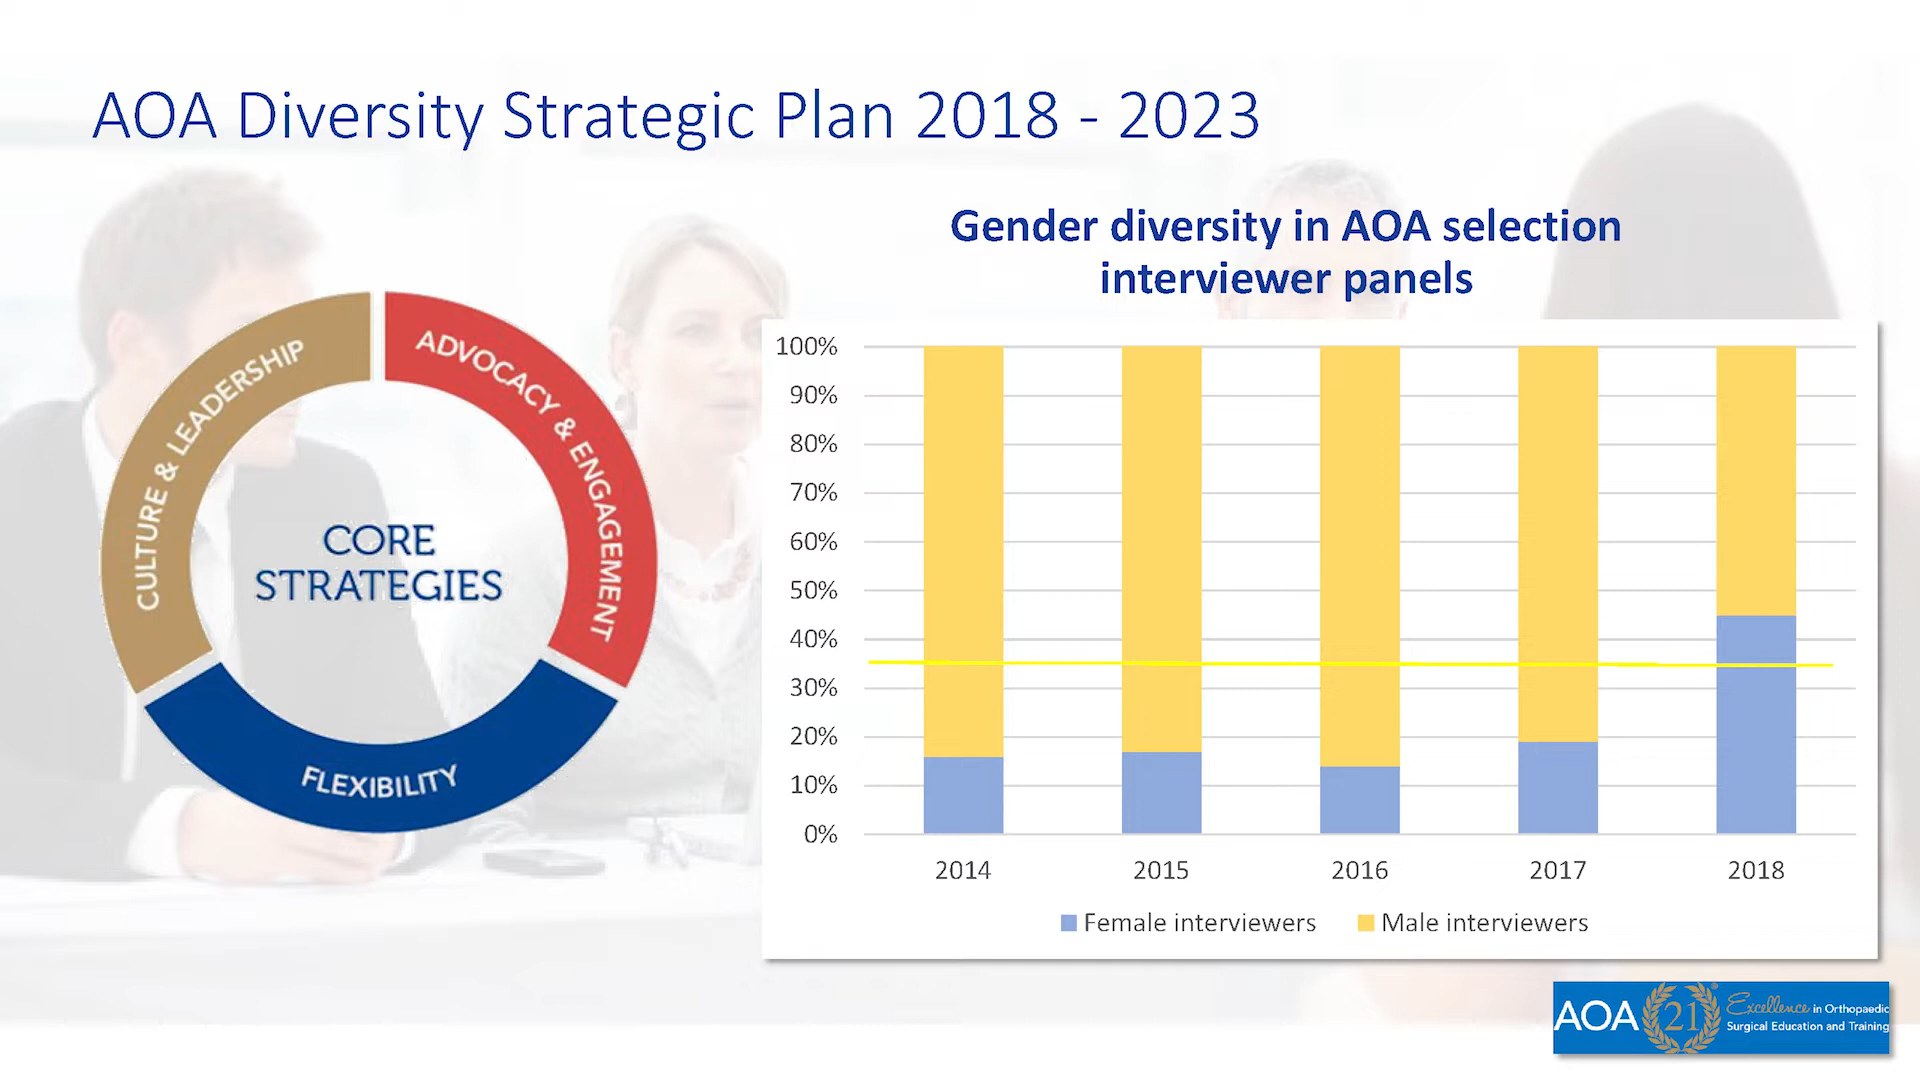 AOA Diversity Strategic Plan 2018 - 2023
CULTURE & LEADERSHIP
ADVOCACY & ENGAGEMENT
FLEXIBILITY
CORE
STRATEGIES
Gender diversity in AOA selection
interviewer panels
100%
90%
80%
70%
60%
50%
40%
30%
20%
10%
0%
2014 2015 2016 2017 2018
Female interviewers Male interviewers
AOA 21® Excellence in Orthopaedic
Surgical Education and Training